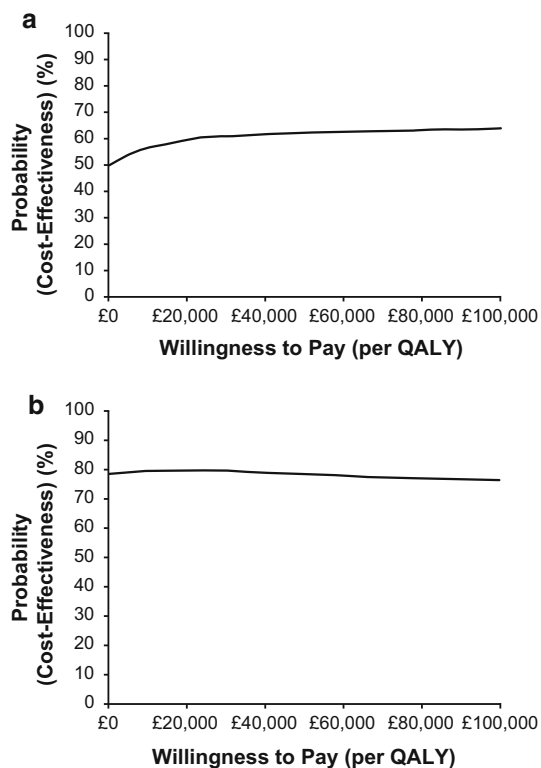 a
Probability
(Cost-Effectiveness) (%)
100
90
80
70
60
50
40
30
20
10
0
£0 £20,000 £40,000 £60,000 £80,000 £100,000
Willingness to Pay (per QALY)
b
Probability
(Cost-Effectiveness) (%)
100
90
80
70
60
50
40
30
20
10
0
£0 £20,000 £40,000 £60,000 £80,000 £100,000
Willingness to Pay (per QALY)